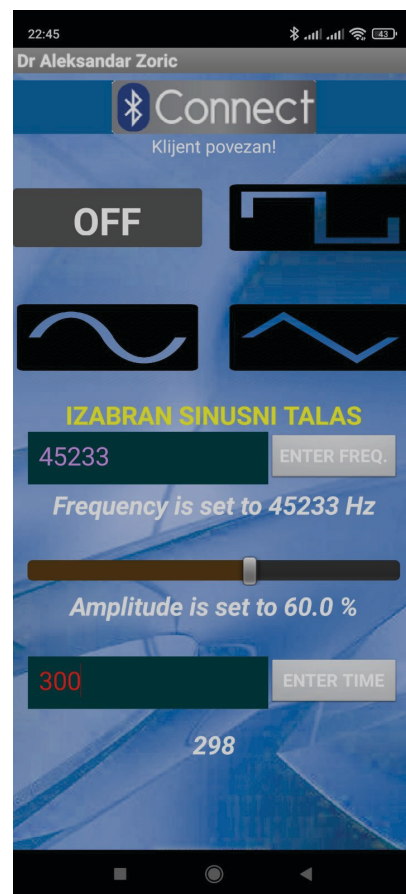 22:45
43
Dr Aleksandar Zoric
Connect
Klijent povezan!
OFF
IZABRAN SINUSNI TALAS
45233
ENTER FREQ.
Frequency is set to 45233 Hz
Amplitude is set to 60.0 %
300
ENTER TIME
298